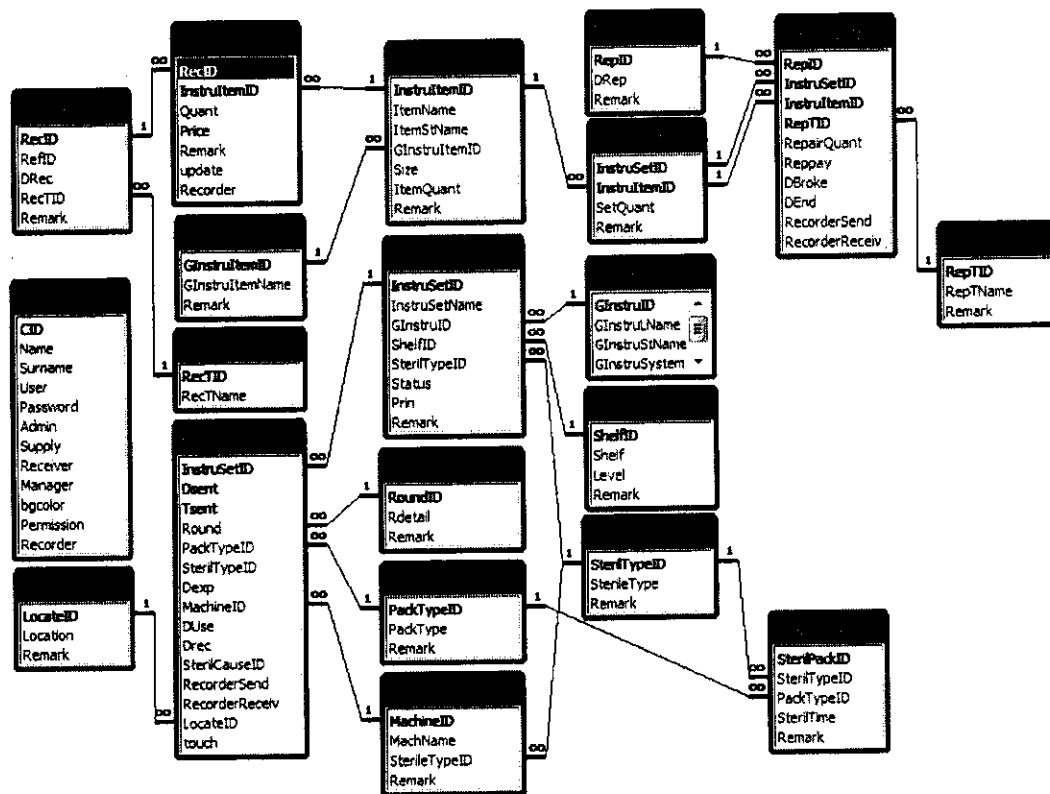 RecID
RefID
DRec
RecTID
Remark
RecID
InstruItemID
Quant
Price
Remark
update
Recorder
InstruItemID
ItemName
ItemStName
GInstruItemID
Size
ItemQuant
Remark
RepID
DRep
Remark
RepID
InstruSetID
InstruItemID
RepTID
RepairQuant
Reppay
DBroke
DEnd
RecorderSend
RecorderReceiv
InstruSetID
InstruItemID
SetQuant
Remark
RepTID
RepTName
Remark
GInstruItemID
GInstruItemName
Remark
RecTID
RecTName
InstruSetID
InstruSetName
GInstruID
ShelfID
SterilTypeID
Status
Prin
Remark
GInstruID
GInstruLName
GInstruStName
GInstruSystem
ShelfID
Shelf
Level
Remark
CID
Name
Surname
User
Password
Admin
Supply
Receiver
Manager
bgcolor
Permission
Recorder
InstruSetID
Dsent
Tsent
Round
PackTypeID
SterilTypeID
Dexp
MachineID
DUse
Drec
SterilCauseID
RecorderSend
RecorderReceiv
LocateID
touch
RoundID
Rdetail
Remark
SterilTypeID
SterileType
Remark
LocateID
Location
Remark
PackTypeID
PackType
Remark
SterilPackID
SterilTypeID
PackTypeID
SterilTime
Remark
MachineID
MachName
SterileTypeID
Remark